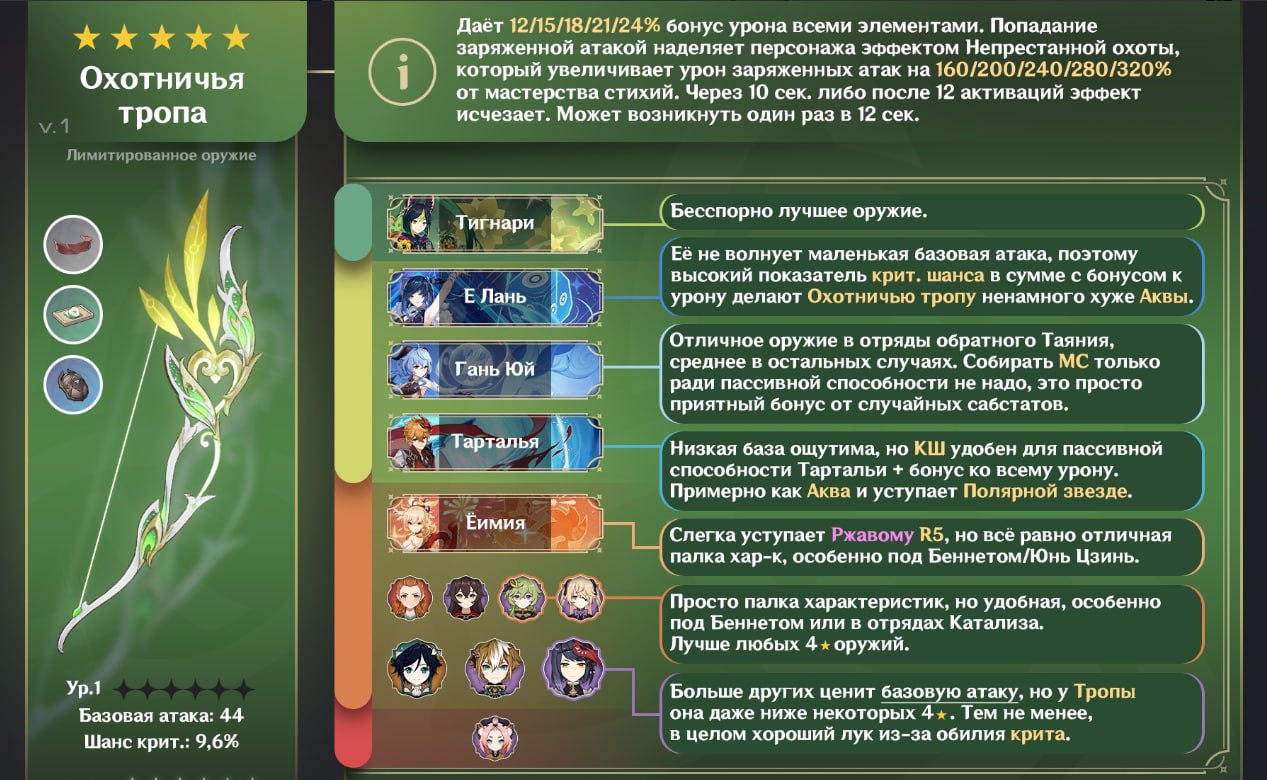 Охотничья
тропа
v.1
Лимитированное оружие
Даёт 12/15/18/21/24% бонус урона всеми элементами. Попадание
заряженной атакой наделяет персонажа эффектом Непрестанной охоты,
который увеличивает урон заряженных атак на 160/200/240/280/320%
от мастерства стихий. Через 10 сек. либо после 12 активаций эффект
исчезает. Может возникнуть один раз в 12 сек.
Тигнари
Бесспорно лучшее оружие.
Е Лань
Её не волнует маленькая базовая атака, поэтому
высокий показатель крит. шанса в сумме с бонусом к
урону делают Охотничью тропу ненамного хуже Аквы.
Гань Юй
Отличное оружие в отряды обратного Таяния,
среднее в остальных случаях. Собирать МС только
ради пассивной способности не надо, это просто
приятный бонус от случайных сабстатов.
Тарталья
Низкая база ощутима, но КШ удобен для пассивной
способности Тартальи + бонус ко всему урону.
Примерно как Аква и уступает Полярной звезде.
Ёимия
Слегка уступает Ржавому R5, но всё равно отличная
палка хар-к, особенно под Беннетом/Юнь Цзинь.
Просто палка характеристик, но удобная, особенно
под Беннетом или в отрядах Катализа.
Лучше любых 4★оружий.
Больше других ценит базовую атаку, но у Тропы
она даже ниже некоторых 4★. Тем не менее,
в целом хороший лук из-за обилия крита.
Ур.1
Базовая атака: 44
Шанс крит.: 9,6%